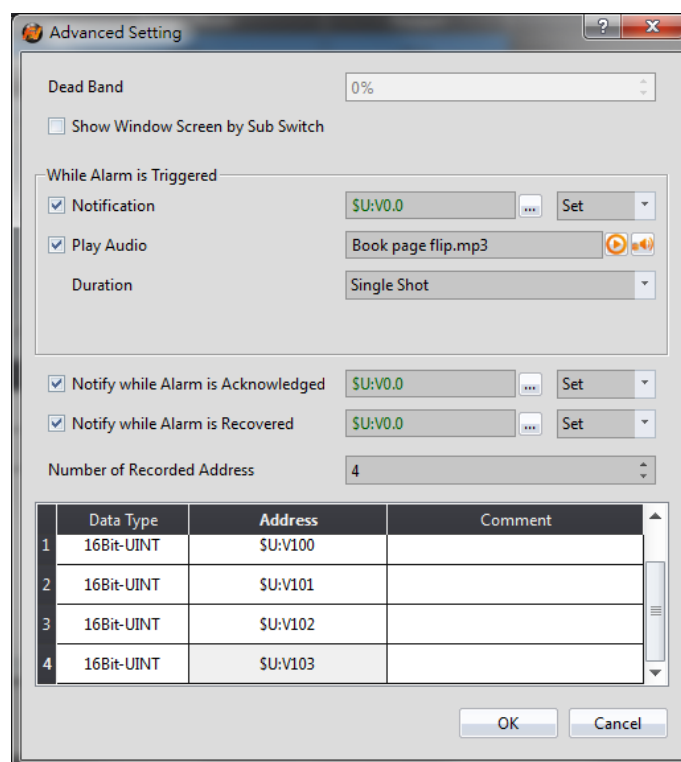 Advanced Setting
?
X
Dead Band 0%
Show Window Screen by Sub Switch
While Alarm is Triggered
Notification $U:V0.0 ... Set
Play Audio Book page flip.mp3
Duration Single Shot
Notify while Alarm is Acknowledged $U:V0.0 ... Set
Notify while Alarm is Recovered $U:V0.0 ... Set
Number of Recorded Address 4
Data Type Address Comment
1 16Bit-UINT $U:V100
2 16Bit-UINT $U:V101
3 16Bit-UINT $U:V102
4 16Bit-UINT $U:V103
OK Cancel